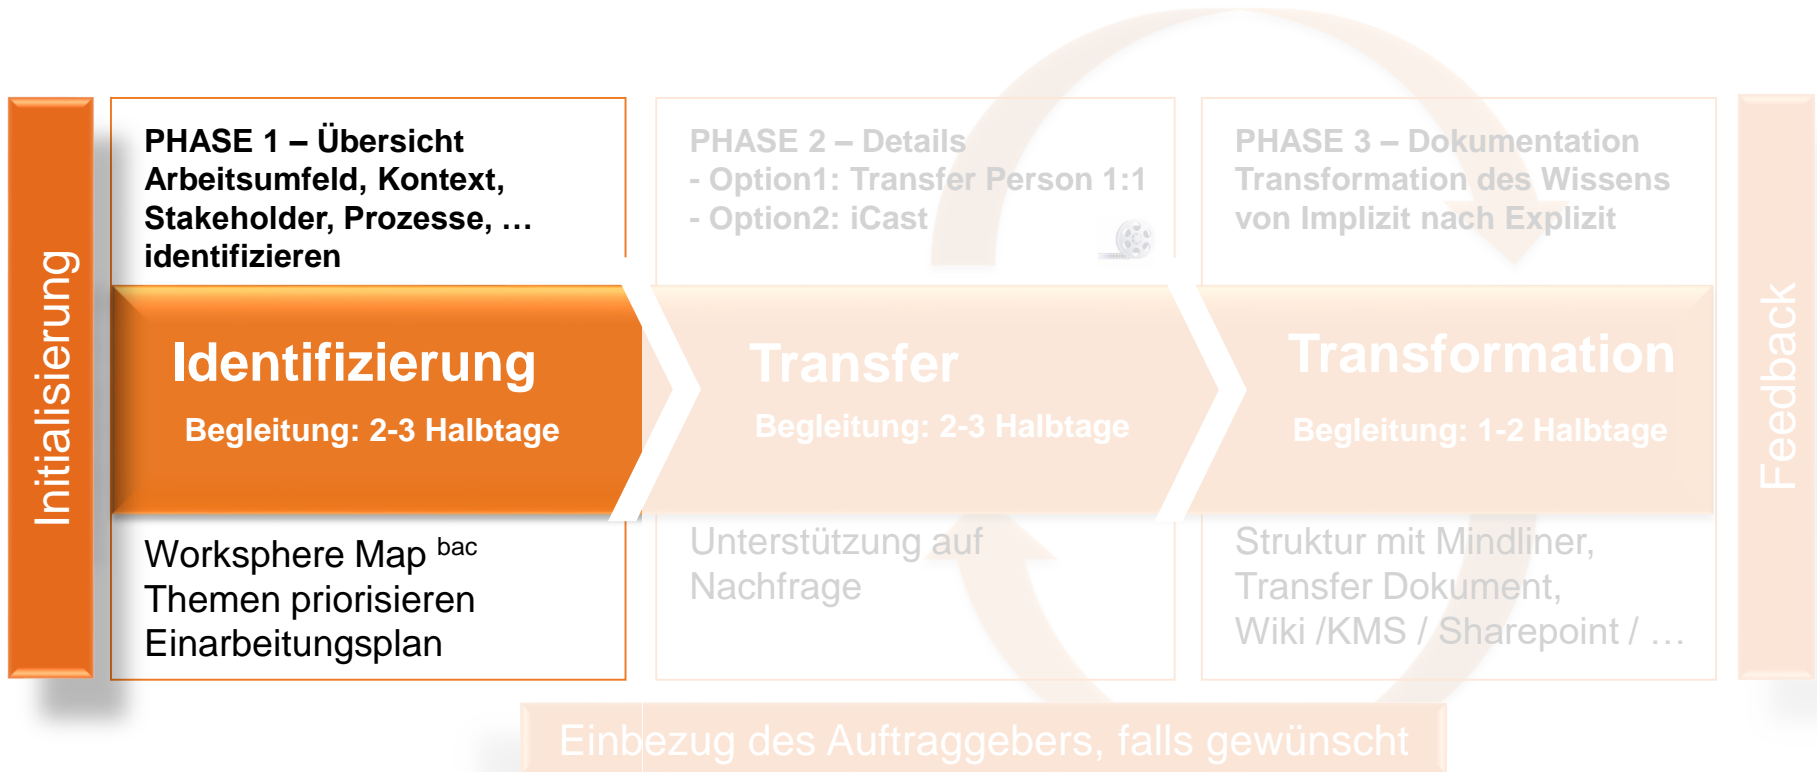 Initialisierung
PHASE 1 – Übersicht
Arbeitsumfeld, Kontext,
Stakeholder, Prozesse, …
identifizieren
Identifizierung
Begleitung: 2-3 Halbtage
Worksphere Map bac
Themen priorisieren
Einarbeitungsplan
PHASE 2 – Details
- Option1: Transfer Person 1:1
- Option2: iCast
Transfer
Begleitung: 2-3 Halbtage
Unterstützung auf
Nachfrage
PHASE 3 – Dokumentation
Transformation des Wissens
von Implizit nach Explizit
Transformation
Begleitung: 1-2 Halbtage
Struktur mit Mindliner,
Transfer Dokument,
Wiki /KMS / Sharepoint / …
Feedback
Einbezug des Auftraggebers, falls gewünscht